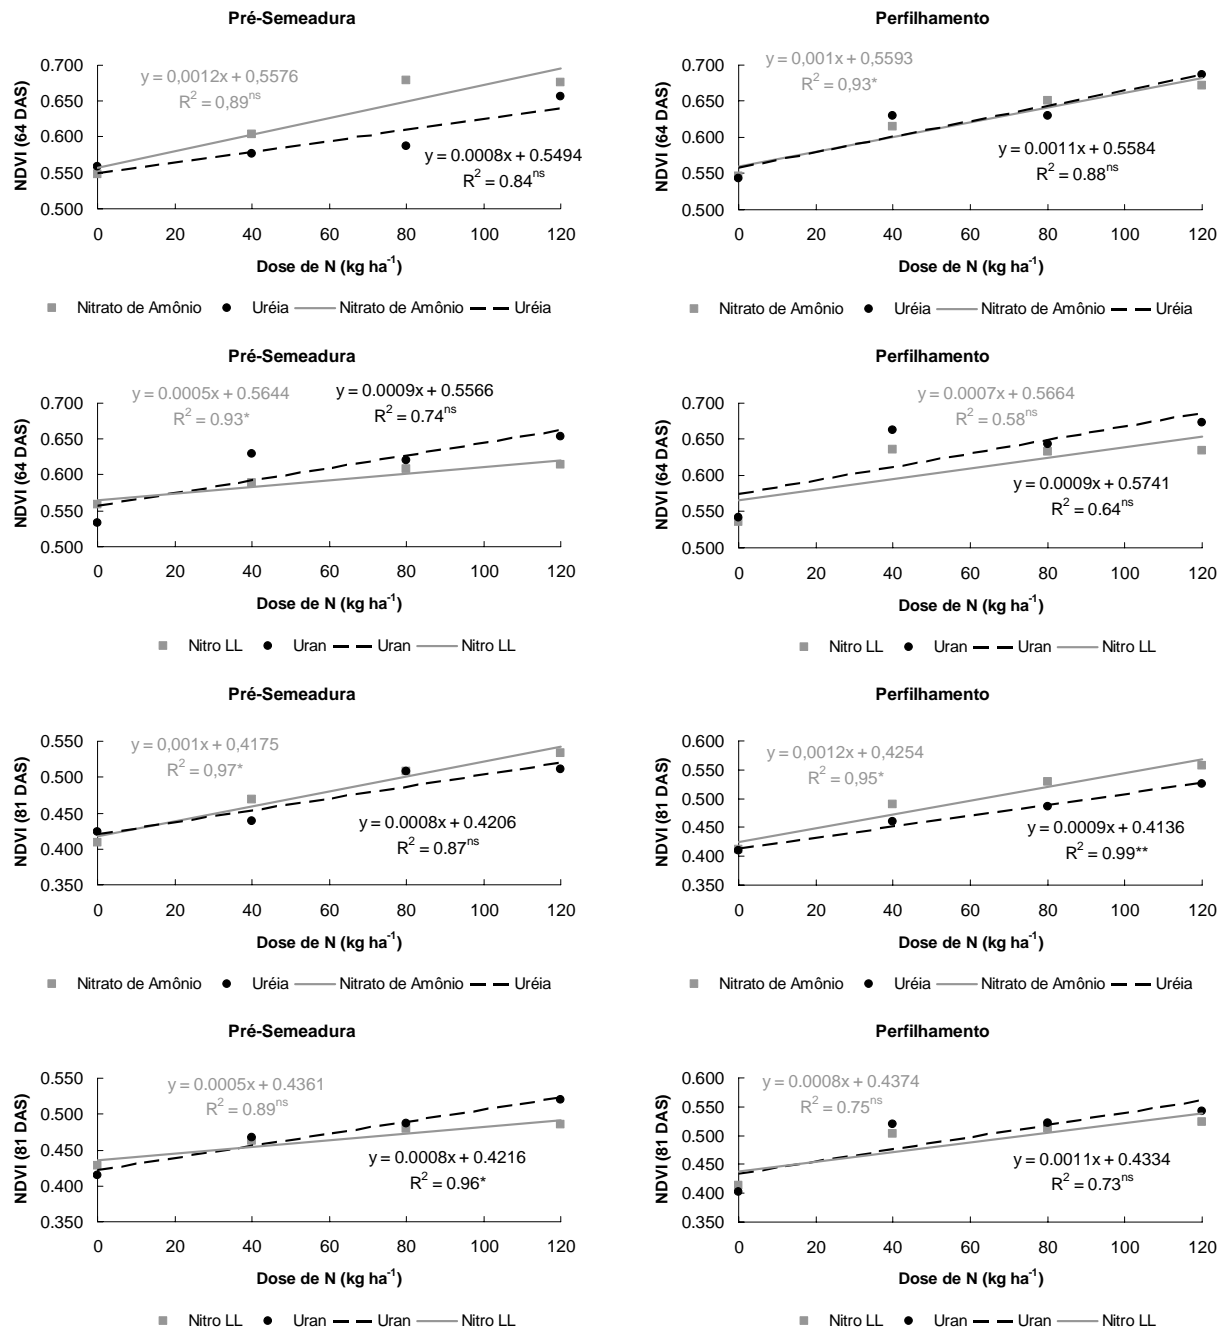 Pré-Semeadura
NDVI (64 DAS)
0.700
0.650
0.600
0.550
0.500
y = 0,0012x + 0,5576
R² = 0,89ⁿˢ
y = 0.0008x + 0.5494
R² = 0.84ⁿˢ
0 20 40 60 80 100 120
Dose de N (kg ha⁻¹)
Nitrato de Amônio Uréia Nitrato de Amônio Uréia
Perfilhamento
NDVI (64 DAS)
0.700
0.650
0.600
0.550
0.500
y = 0,001x + 0,5593
R² = 0,93*
y = 0.0011x + 0.5584
R² = 0.88ⁿˢ
0 20 40 60 80 100 120
Dose de N (kg ha⁻¹)
Nitrato de Amônio Uréia Nitrato de Amônio Uréia
Pré-Semeadura
NDVI (64 DAS)
0.700
0.650
0.600
0.550
0.500
y = 0.0005x + 0.5644
R² = 0.93*
y = 0.0009x + 0.5566
R² = 0.74ⁿˢ
0 20 40 60 80 100 120
Dose de N (kg ha⁻¹)
Nitro LL Uran Uran Nitro LL
Perfilhamento
NDVI (64 DAS)
0.700
0.650
0.600
0.550
0.500
y = 0.0007x + 0.5664
R² = 0.58ⁿˢ
y = 0.0009x + 0.5741
R² = 0.64ⁿˢ
0 20 40 60 80 100 120
Dose de N (kg ha⁻¹)
Nitro LL Uran Uran Nitro LL
Pré-Semeadura
NDVI (81 DAS)
0.550
0.500
0.450
0.400
0.350
y = 0,001x + 0,4175
R² = 0,97*
y = 0.0008x + 0.4206
R² = 0.87ⁿˢ
0 20 40 60 80 100 120
Dose de N (kg ha⁻¹)
Nitrato de Amônio Uréia Nitrato de Amônio Uréia
Perfilhamento
NDVI (81 DAS)
0.600
0.550
0.500
0.450
0.400
0.350
y = 0,0012x + 0,4254
R² = 0,95*
y = 0.0009x + 0.4136
R² = 0.99**
0 20 40 60 80 100 120
Dose de N (kg ha⁻¹)
Nitrato de Amônio Uréia Nitrato de Amônio Uréia
Pré-Semeadura
NDVI (81 DAS)
0.550
0.500
0.450
0.400
0.350
y = 0.0005x + 0.4361
R² = 0.89ⁿˢ
y = 0.0008x + 0.4216
R² = 0.96*
0 20 40 60 80 100 120
Dose de N (kg ha⁻¹)
Nitro LL Uran Uran Nitro LL
Perfilhamento
NDVI (81 DAS)
0.600
0.550
0.500
0.450
0.400
0.350
y = 0.0008x + 0.4374
R² = 0.75ⁿˢ
y = 0.0011x + 0.4334
R² = 0.73ⁿˢ
0 20 40 60 80 100 120
Dose de N (kg ha⁻¹)
Nitro LL Uran Uran Nitro LL